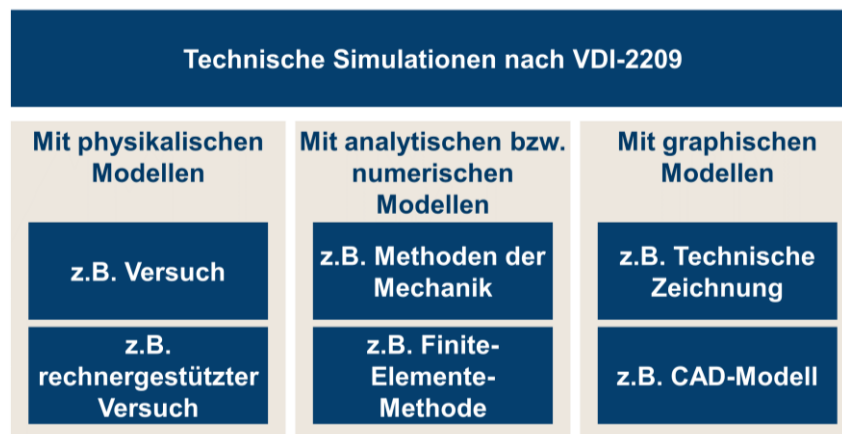 Technische Simulationen nach VDI-2209
Mit physikalischen
Modellen
z.B. Versuch
z.B.
rechnergestützter
Versuch
Mit analytischen bzw.
numerischen
Modellen
z.B. Methoden der
Mechanik
z.B. Finite-
Elemente-
Methode
Mit graphischen
Modellen
z.B. Technische
Zeichnung
z.B. CAD-Modell